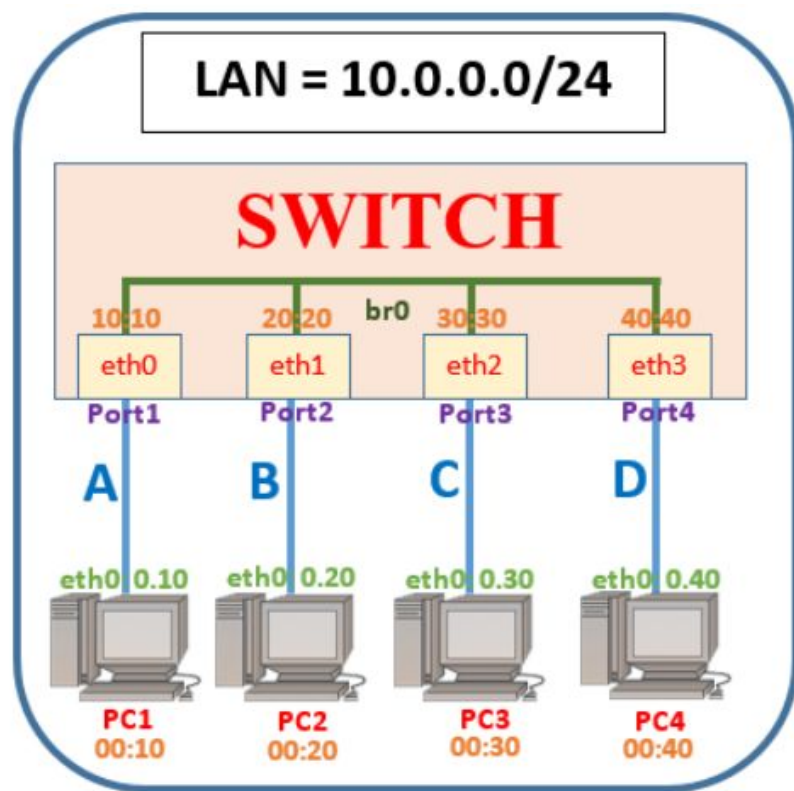 LAN = 10.0.0.0/24
SWITCH
br0
10:10 20:20 30:30 40:40
eth0 eth1 eth2 eth3
Port1 Port2 Port3 Port4
A B C D
eth0 0.10 eth0 0.20 eth0 0.30 eth0 0.40
PC1 PC2 PC3 PC4
00:10 00:20 00:30 00:40